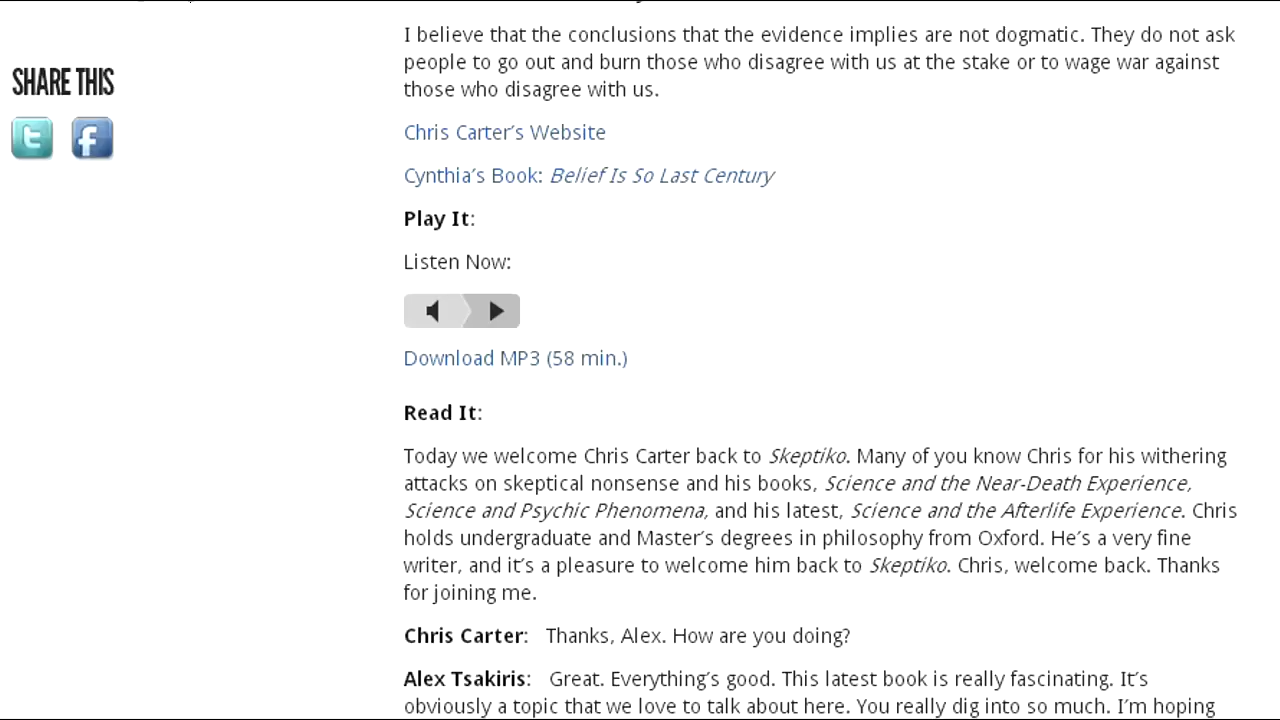 I believe that the conclusions that the evidence implies are not dogmatic. They do not ask
people to go out and burn those who disagree with us at the stake or to wage war against
those who disagree with us.
SHARE THIS
Chris Carter’s Website
Cynthia’s Book: Belief Is So Last Century
Play It:
Listen Now:
Download MP3 (58 min.)
Read It:
Today we welcome Chris Carter back to Skeptiko. Many of you know Chris for his withering
attacks on skeptical nonsense and his books, Science and the Near-Death Experience,
Science and Psychic Phenomena, and his latest, Science and the Afterlife Experience. Chris
holds undergraduate and Master’s degrees in philosophy from Oxford. He’s a very fine
writer, and it’s a pleasure to welcome him back to Skeptiko. Chris, welcome back. Thanks
for joining me.
Chris Carter: Thanks, Alex. How are you doing?
Alex Tsakiris: Great. Everything’s good. This latest book is really fascinating. It’s
obviously a topic that we love to talk about here. You really dig into so much. I’m hoping